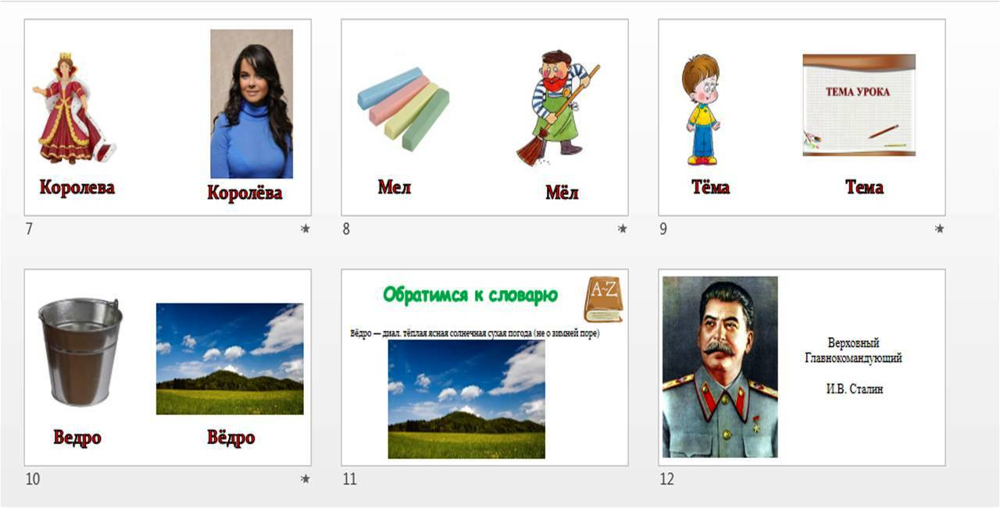 Королева
Королёва
7
Мел
Мёл
8
ТЕМА УРОКА
Тёма
Тема
9
Ведро
Вёдро
10
Обратимся к словарю
A~Z
Вёдро — диал. тёплая ясная солнечная сухая погода (не о зимней поре)
11
Верховный
Главнокомандующий
И.В. Сталин
12